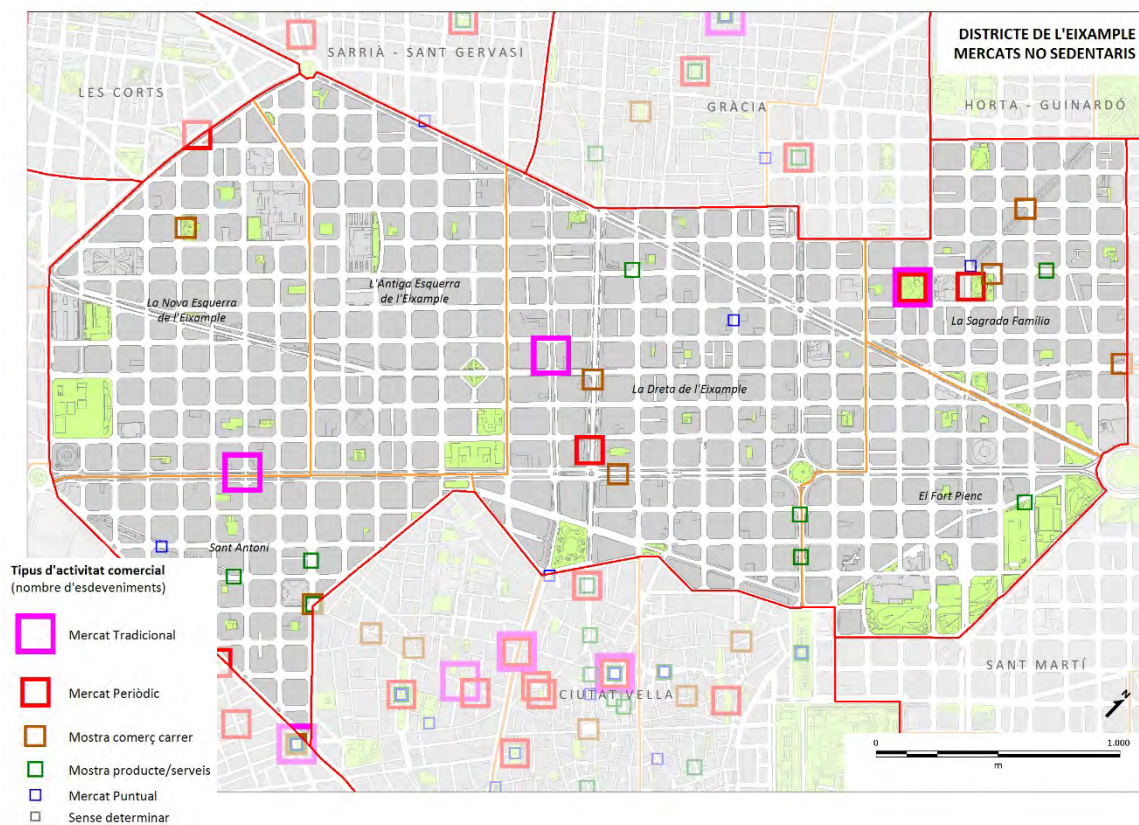 DISTRICTE DE L'EIXAMPLE
MERCATS NO SEDENTARIS
SARRIÀ - SANT GERVASI
LES CORTS
GRÀCIA
HORTA - GUINARDÓ
L'Antiga Esquerra
de l'Eixample
La Nova Esquerra
de l'Eixample
La Sagrada Família
La Dreta de l'Eixample
El Fort Pienc
Sant Antoni
Tipus d'activitat comercial
(nombre d'esdeveniments)
Mercat Tradicional
Mercat Periòdic
Mostra comerç carrer
Mostra producte/serveis
Mercat Puntual
Sense determinar
CIUTAT VELLA
SANT MARTÍ
N
0 1.000
m